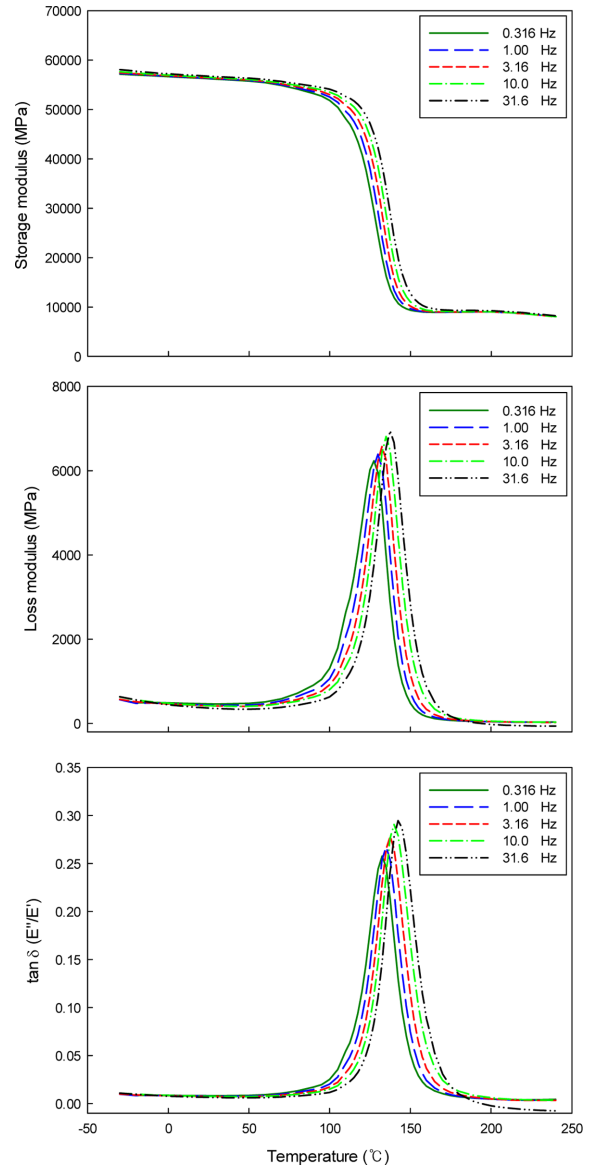 70000
60000
50000
40000
30000
20000
10000
0
Storage modulus (MPa)
0.316 Hz
1.00 Hz
3.16 Hz
10.0 Hz
31.6 Hz
8000
6000
4000
2000
0
Loss modulus (MPa)
0.316 Hz
1.00 Hz
3.16 Hz
10.0 Hz
31.6 Hz
0.35
0.30
0.25
0.20
0.15
0.10
0.05
0.00
tan δ (E"/E')
0.316 Hz
1.00 Hz
3.16 Hz
10.0 Hz
31.6 Hz
-50 0 50 100 150 200 250
Temperature (℃)